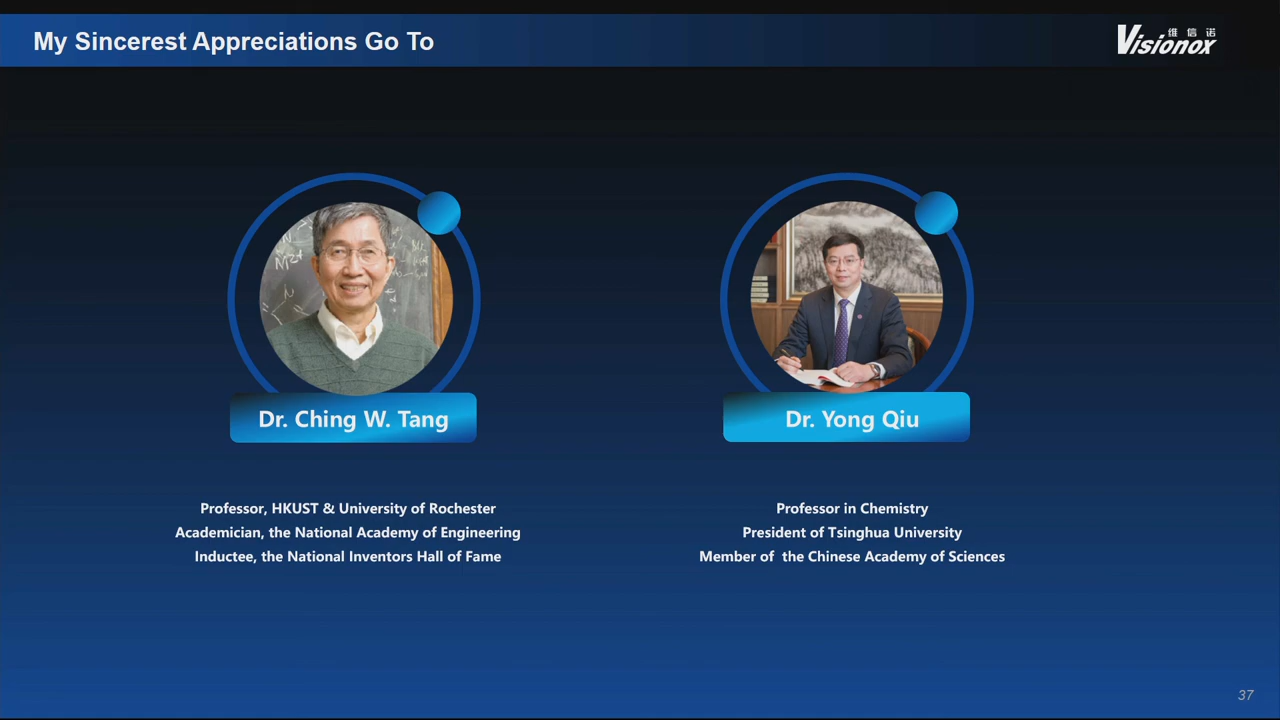 My Sincerest Appreciations Go To
维信诺
Visionox
Dr. Ching W. Tang
Professor, HKUST & University of Rochester
Academician, the National Academy of Engineering
Inductee, the National Inventors Hall of Fame
Dr. Yong Qiu
Professor in Chemistry
President of Tsinghua University
Member of the Chinese Academy of Sciences
37